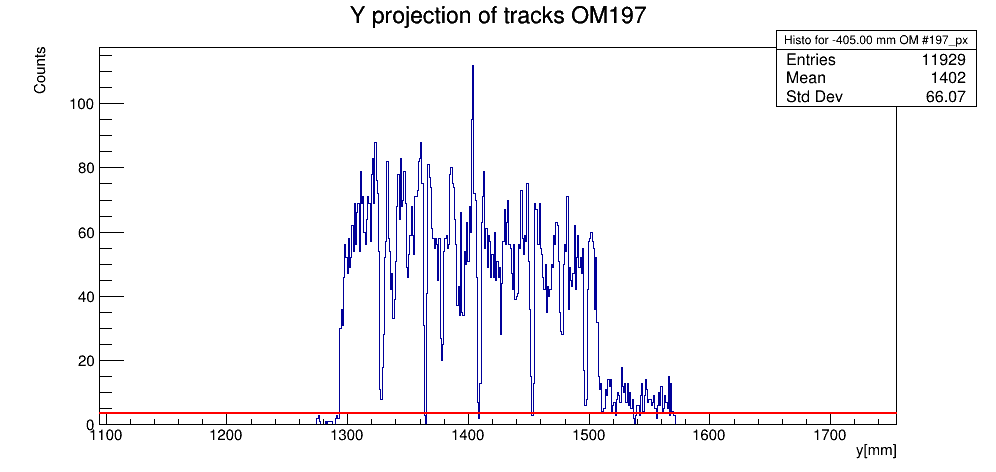 Y projection of tracks OM197
Histo for -405.00 mm OM #197_px
Entries 11929
Mean 1402
Std Dev 66.07
Counts
100
80
60
40
20
0
1100 1200 1300 1400 1500 1600 1700
y[mm]